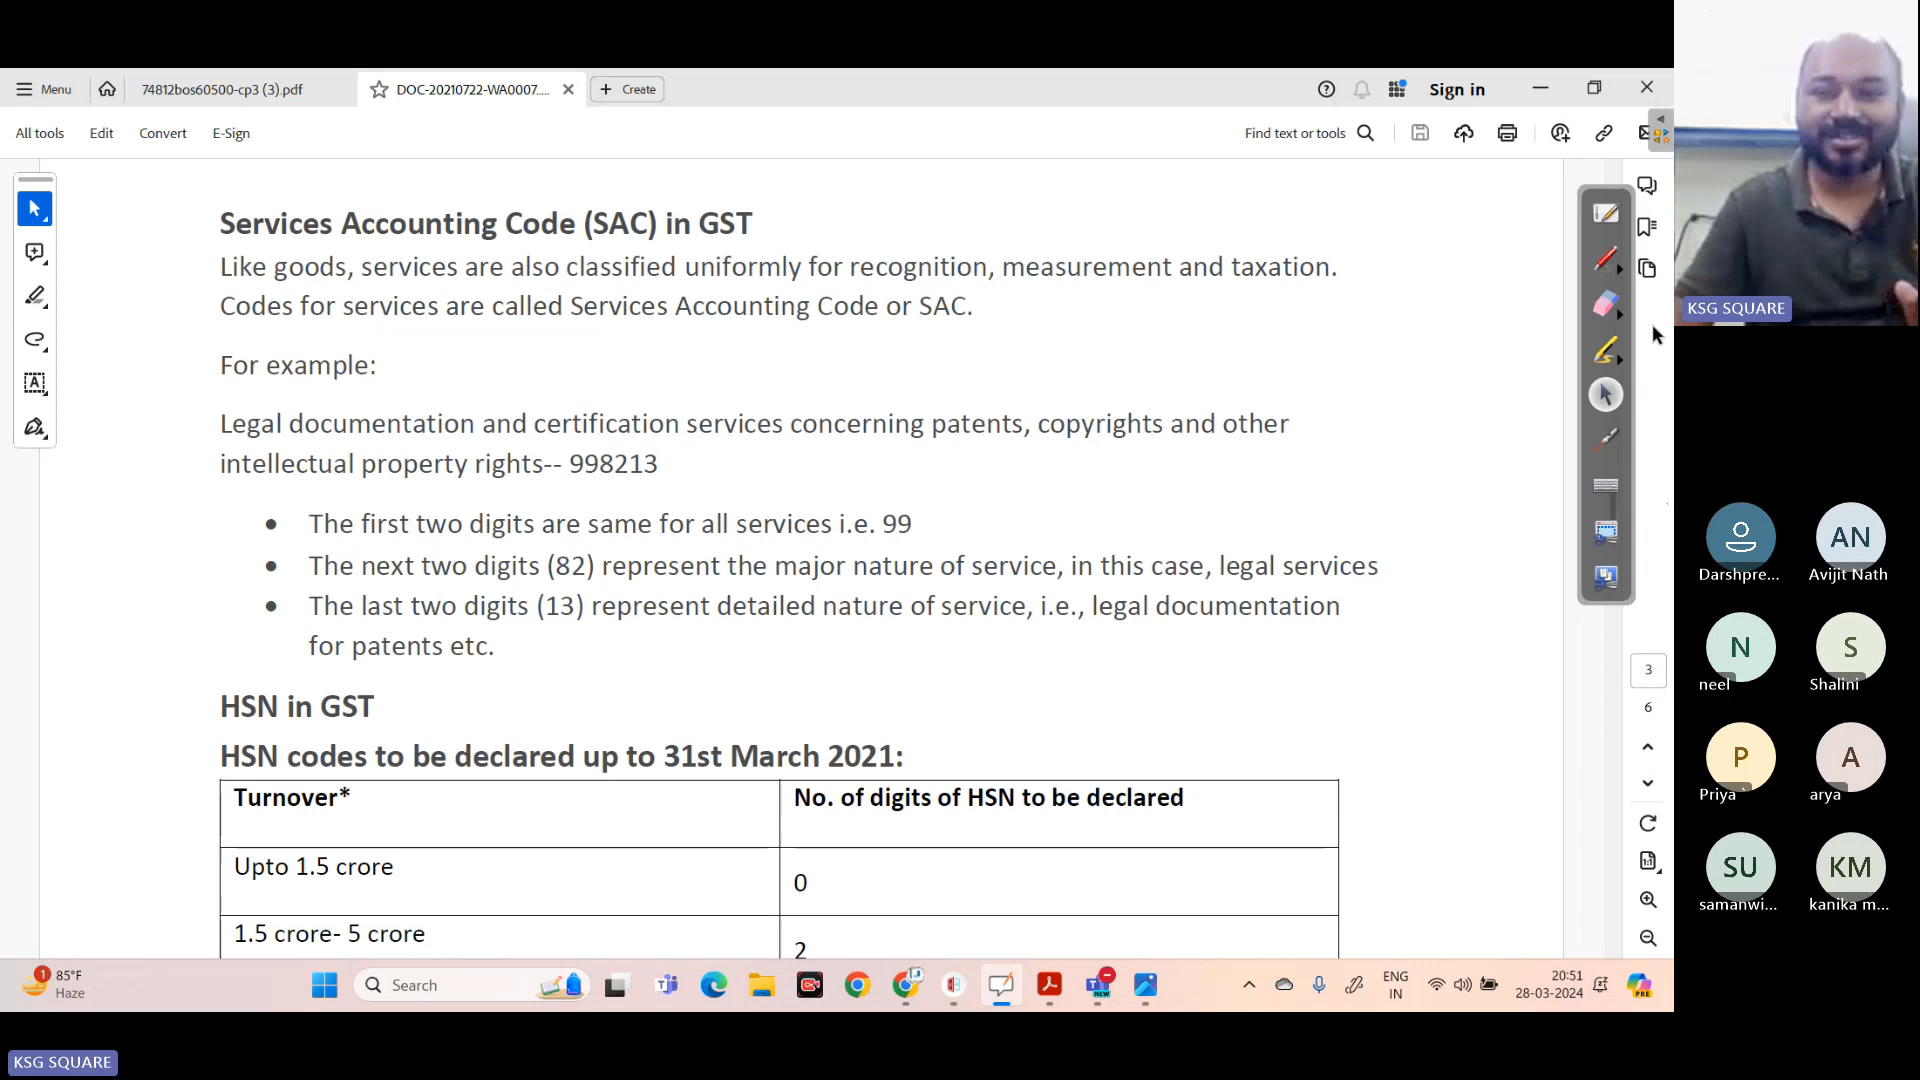 Menu
74812bos60500-cp3 (3).pdf
DOC-20210722-WA0007....
Create
Sign in
All tools
Edit
Convert
E-Sign
Find text or tools
Services Accounting Code (SAC) in GST
Like goods, services are also classified uniformly for recognition, measurement and taxation.
Codes for services are called Services Accounting Code or SAC.
For example:
Legal documentation and certification services concerning patents, copyrights and other
intellectual property rights-- 998213
• The first two digits are same for all services i.e. 99
• The next two digits (82) represent the major nature of service, in this case, legal services
• The last two digits (13) represent detailed nature of service, i.e., legal documentation
for patents etc.
HSN in GST
HSN codes to be declared up to 31st March 2021:
Turnover*
No. of digits of HSN to be declared
Upto 1.5 crore
0
1.5 crore- 5 crore
2
3
6
KSG SQUARE
Darshpre...
AN
Avijit Nath
N
neel
S
Shalini
P
Priya `
A
arya
SU
samanwi...
KM
kanika m...
1
85°F
Haze
Search
NEW
ENG
IN
20:51
28-03-2024
PRE
KSG SQUARE